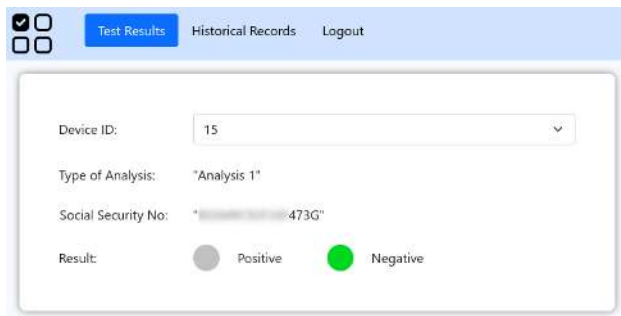 Test Results Historical Records Logout
Device ID: 15
Type of Analysis: "Analysis 1"
Social Security No: " 473G"
Result: Positive Negative